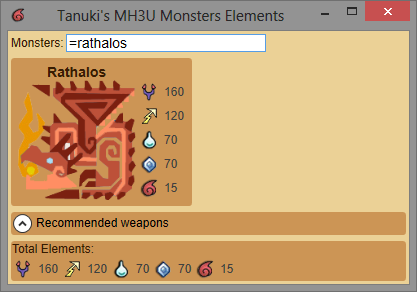 Tanuki's MH3U Monsters Elements
Monsters: =rathalos
Rathalos
160
120
70
70
15
Recommended weapons
Total Elements:
160 120 70 70 15